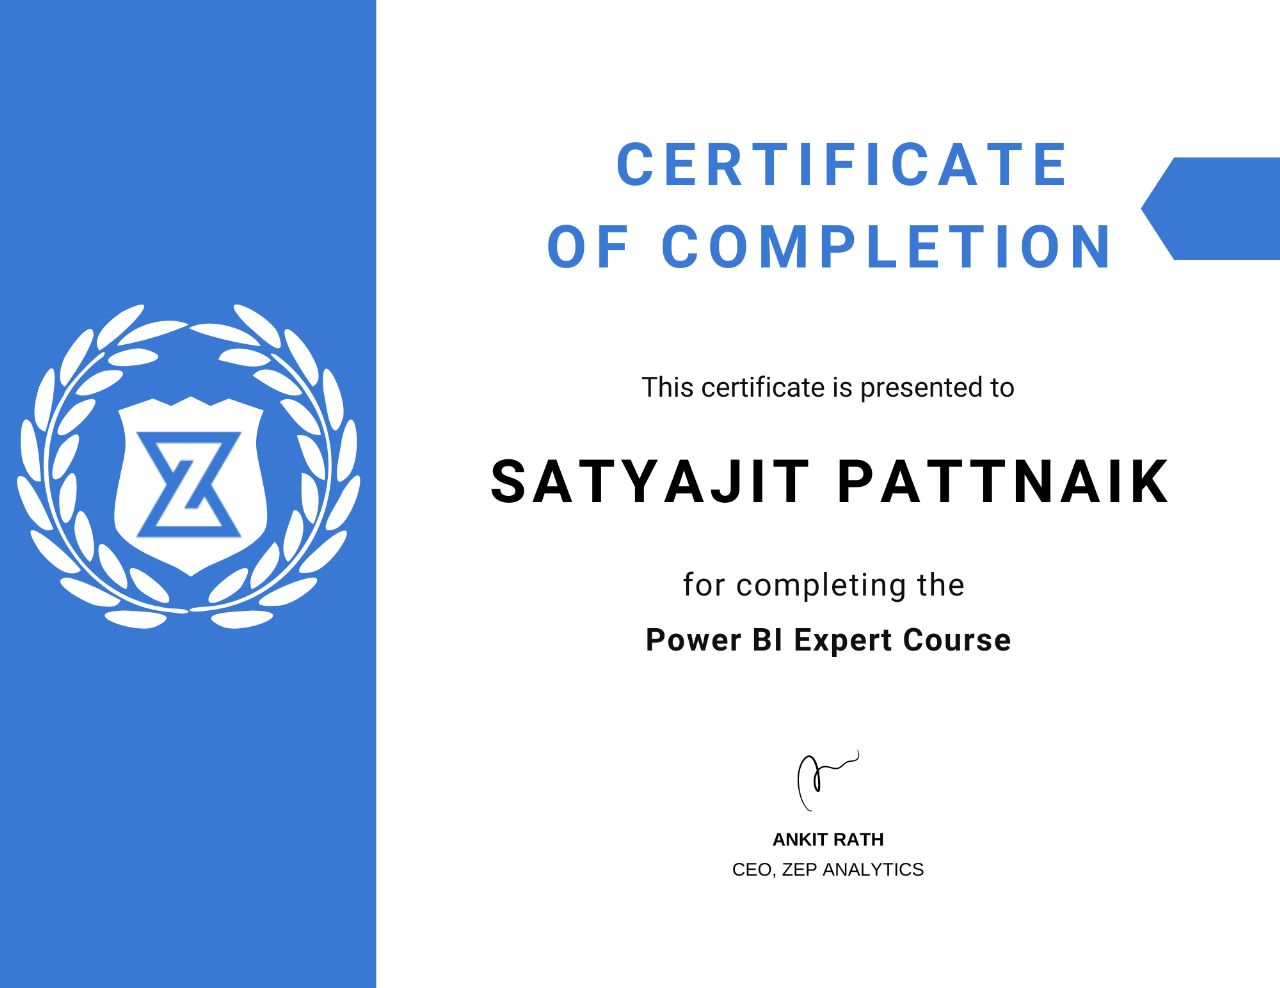 CERTIFICATE
OF COMPLETION
This certificate is presented to
SATYAJIT PATTNAIK
for completing the
Power BI Expert Course
ANKIT RATH
CEO, ZEP ANALYTICS